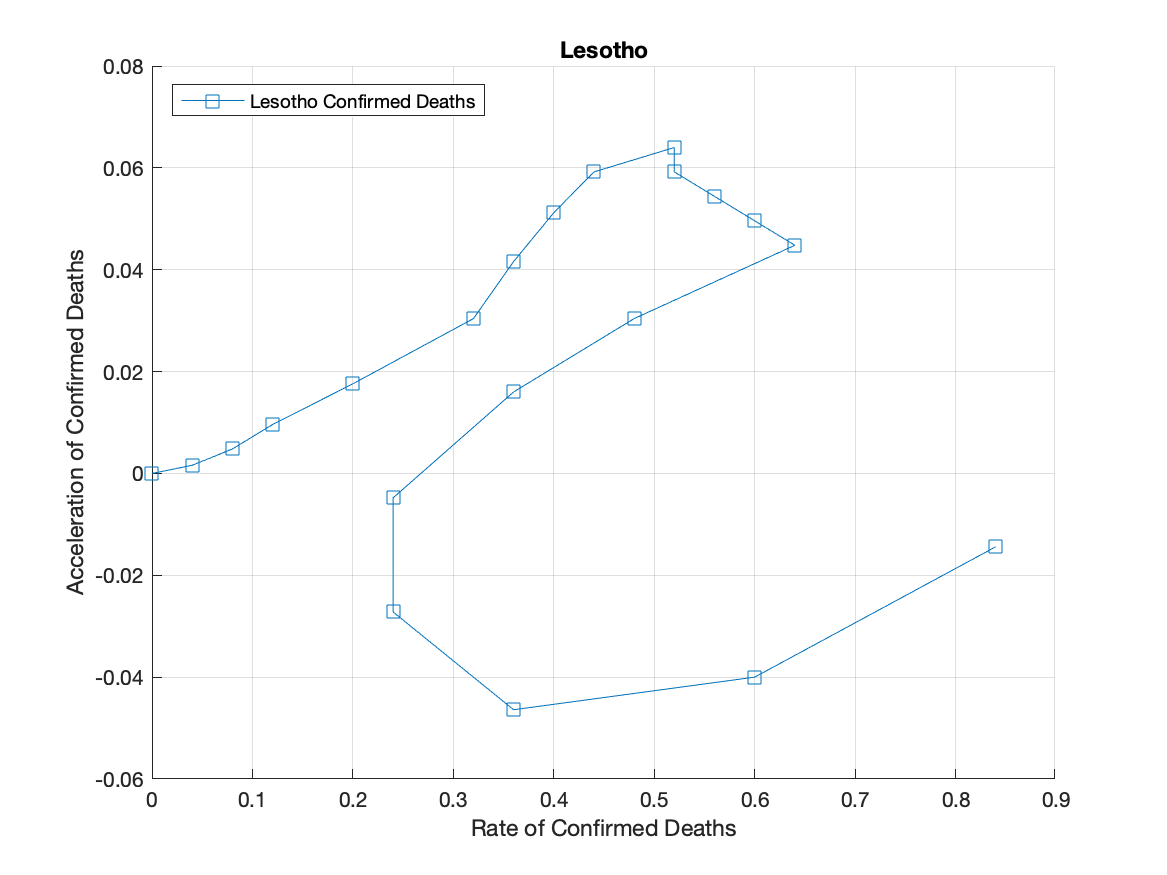 Lesotho
Lesotho Confirmed Deaths
Acceleration of Confirmed Deaths
0.08
0.06
0.04
0.02
0
-0.02
-0.04
-0.06
0 0.1 0.2 0.3 0.4 0.5 0.6 0.7 0.8 0.9
Rate of Confirmed Deaths